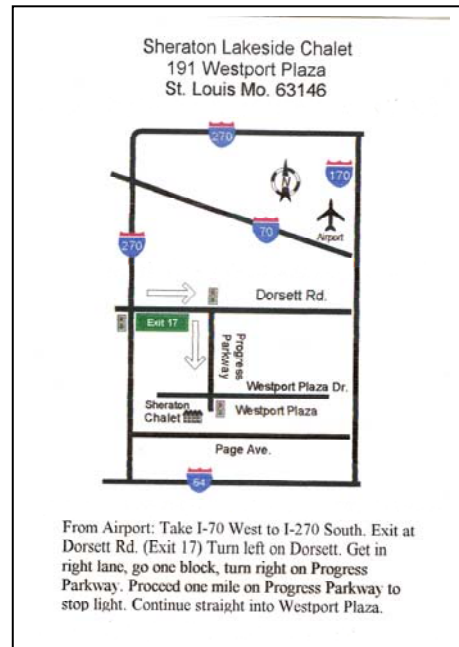 Sheraton Lakeside Chalet
191 Westport Plaza
St. Louis Mo. 63146
270
170
N
70
Airport
270
Dorsett Rd.
Exit 17
Progress
Parkway
Westport Plaza Dr.
Sheraton
Chalet
Westport Plaza
Page Ave.
64
From Airport: Take I-70 West to I-270 South. Exit at
Dorsett Rd. (Exit 17) Turn left on Dorsett. Get in
right lane, go one block, turn right on Progress
Parkway. Proceed one mile on Progress Parkway to
stop light. Continue straight into Westport Plaza.